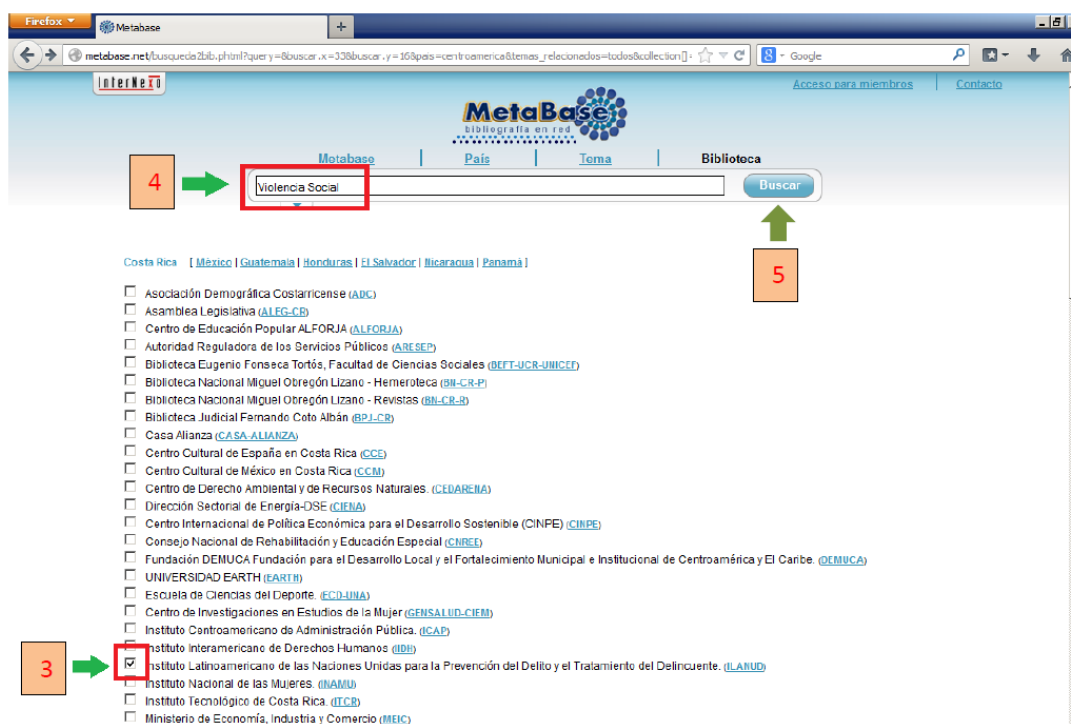 Firefox
Metabase
metabase.net/busqueda2bib.phtml?query=&buscar.x=33&buscar.y=16&pais=centroamerica&temas_relacionados=todos&collection[]=
Google
InterNexo
Acceso para miembros | Contacto
MetaBase
bibliografía en red
Metabase | País | Tema | Biblioteca
4
Violencia Social
Buscar
5
Costa Rica [ México | Guatemala | Honduras | El Salvador | Nicaragua | Panamá ]
Asociación Demográfica Costarricense (ADC)
Asamblea Legislativa (ALEG-CR)
Centro de Educación Popular ALFORJA (ALFORJA)
Autoridad Reguladora de los Servicios Públicos (ARESEP)
Biblioteca Eugenio Fonseca Tortós, Facultad de Ciencias Sociales (BEFT-UCR-UNICEF)
Biblioteca Nacional Miguel Obregón Lizano - Hemeroteca (BN-CR-P)
Biblioteca Nacional Miguel Obregón Lizano - Revistas (BN-CR-R)
Biblioteca Judicial Fernando Coto Albán (BPJ-CR)
Casa Alianza (CASA-ALIANZA)
Centro Cultural de España en Costa Rica (CCE)
Centro Cultural de México en Costa Rica (CCM)
Centro de Derecho Ambiental y de Recursos Naturales. (CEDARENA)
Dirección Sectorial de Energía-DSE (CIENA)
Centro Internacional de Política Económica para el Desarrollo Sostenible (CINPE) (CINPE)
Consejo Nacional de Rehabilitación y Educación Especial (CNREE)
Fundación DEMUCA Fundación para el Desarrollo Local y el Fortalecimiento Municipal e Institucional de Centroamérica y El Caribe. (DEMUCA)
UNIVERSIDAD EARTH (EARTH)
Escuela de Ciencias del Deporte. (ECD-UNA)
Centro de Investigaciones en Estudios de la Mujer (GENSALUD-CIEM)
Instituto Centroamericano de Administración Pública. (ICAP)
Instituto Interamericano de Derechos Humanos (IIDH)
3
Instituto Latinoamericano de las Naciones Unidas para la Prevención del Delito y el Tratamiento del Delincuente. (ILANUD)
Instituto Nacional de las Mujeres. (INAMU)
Instituto Tecnológico de Costa Rica. (ITCR)
Ministerio de Economía, Industria y Comercio (MEIC)